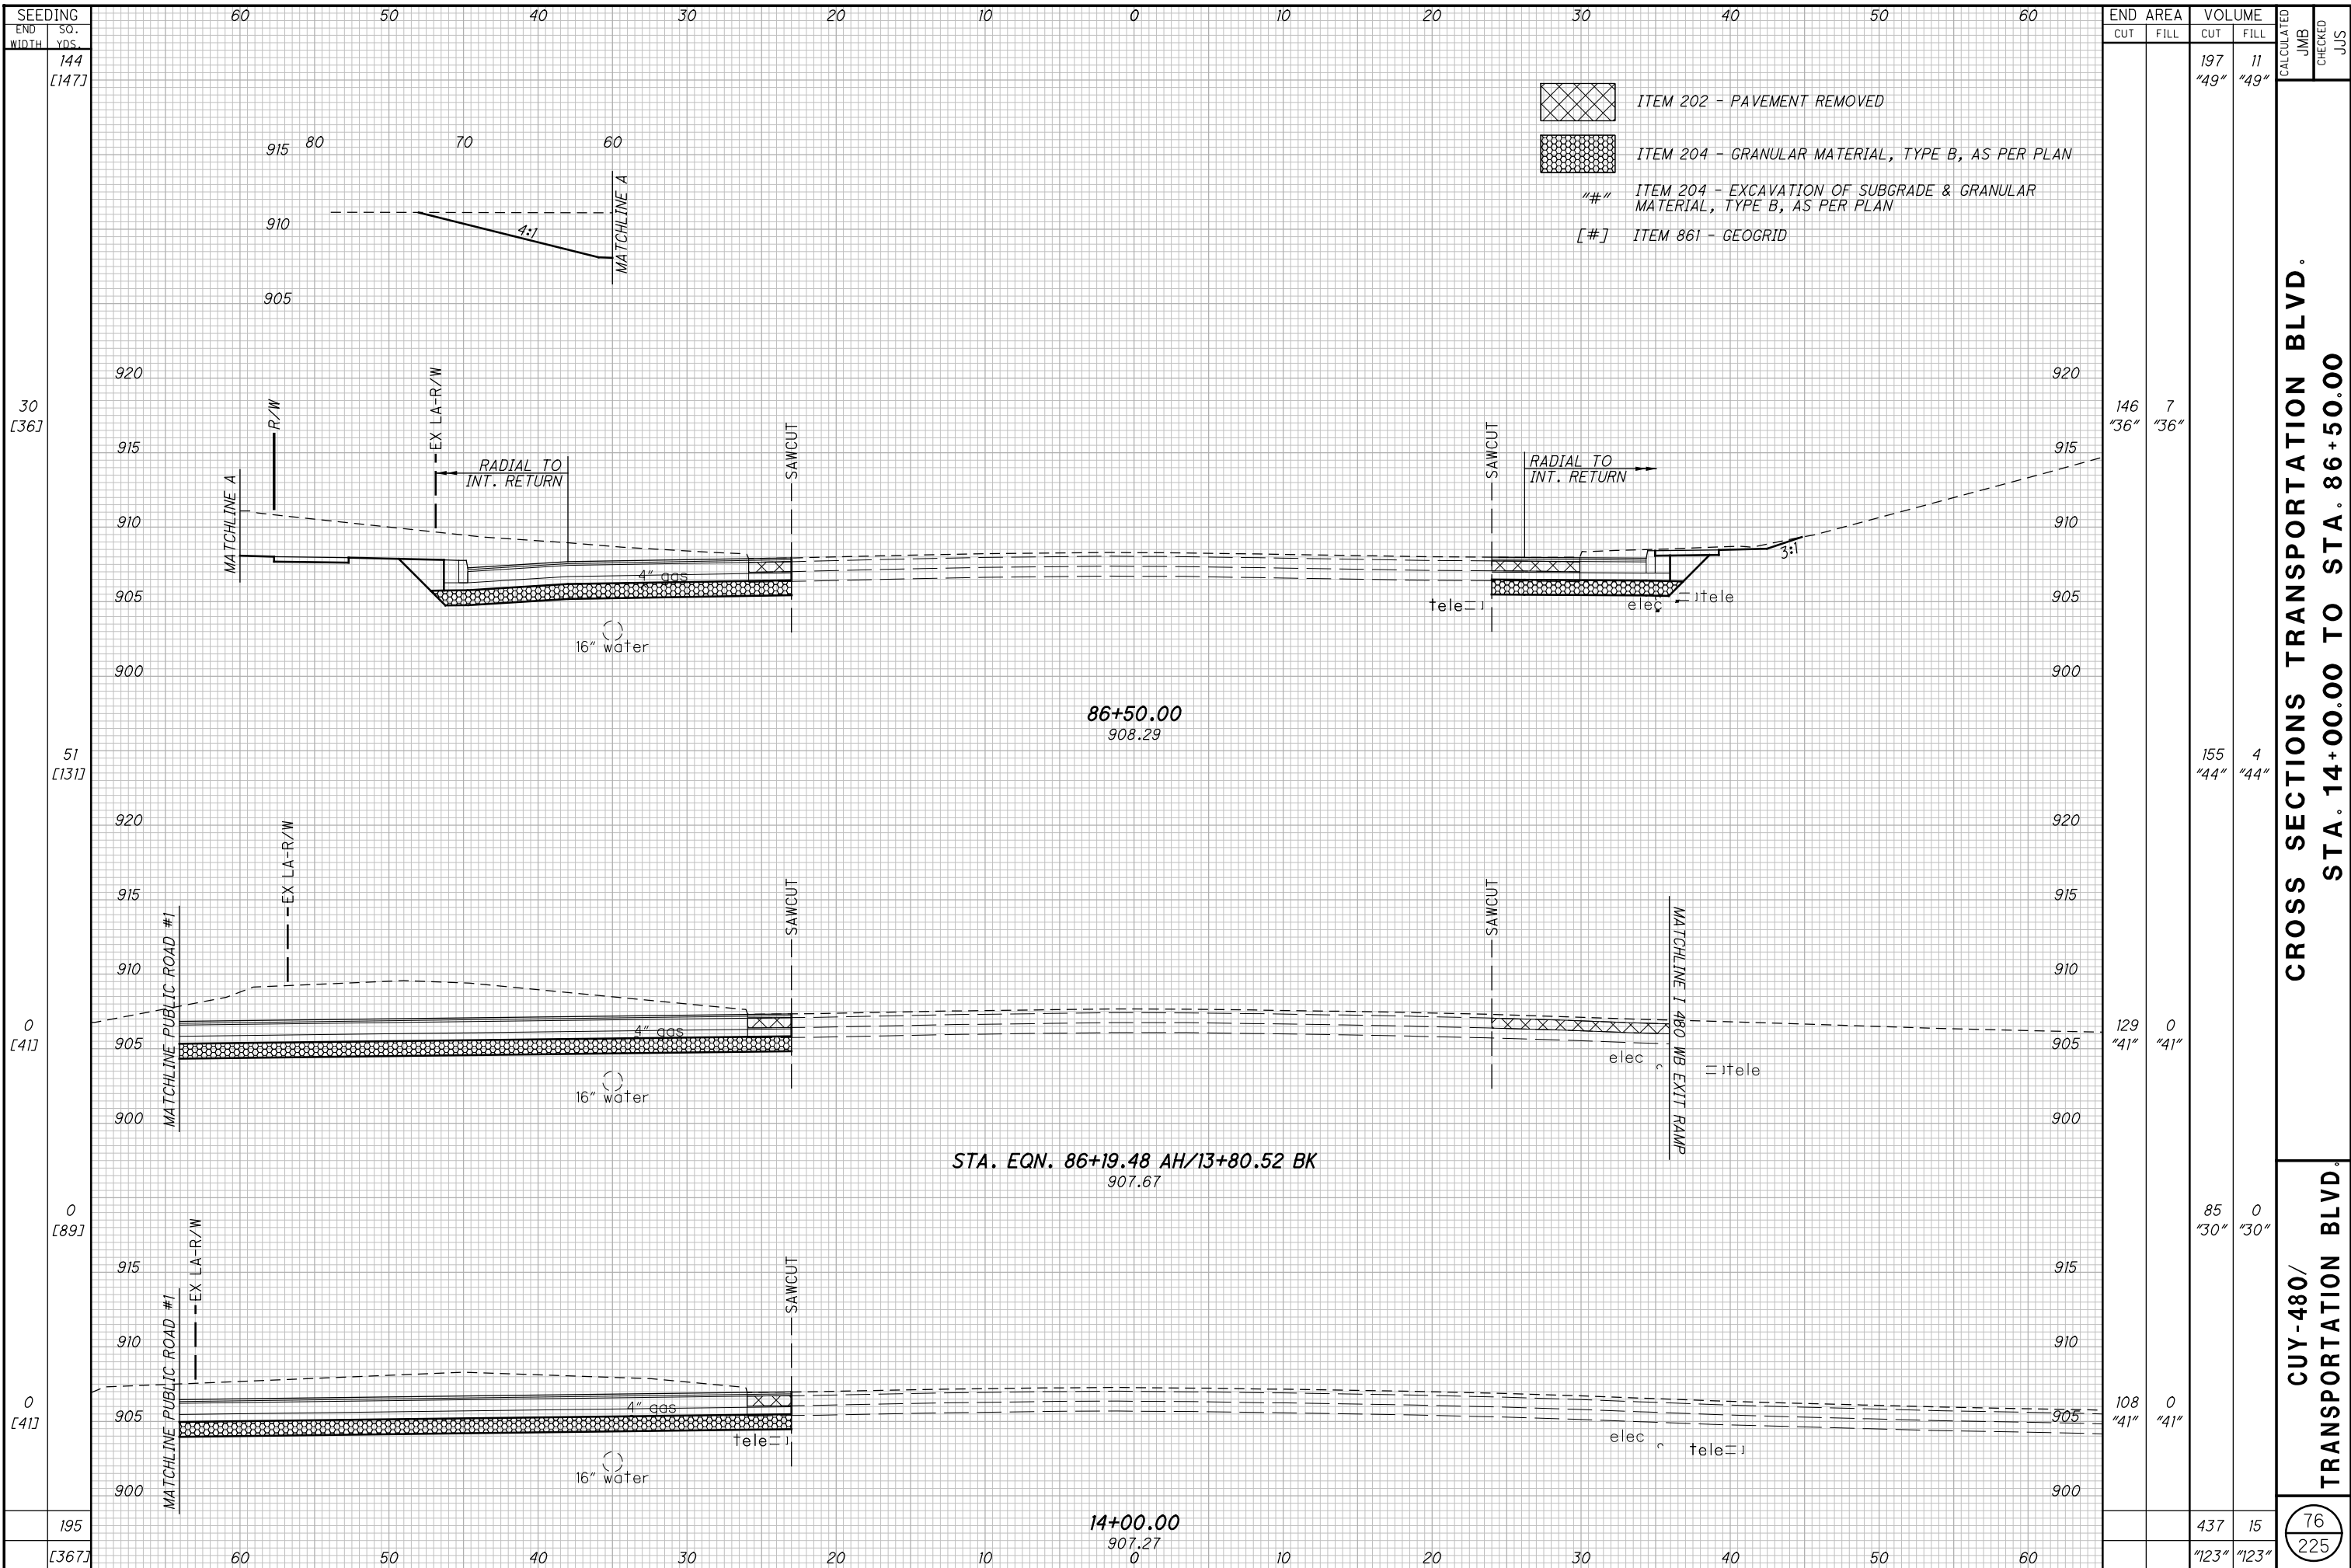 SEEDING
END WIDTH
SQ. YDS.
60 50 40 30 20 10 0 10 20 30 40 50 60
END AREA
CUT FILL
VOLUME
CUT FILL
CALCULATED
JMB
CHECKED
JJS
144
[147]
197 11
"49" "49"
ITEM 202 - PAVEMENT REMOVED
ITEM 204 - GRANULAR MATERIAL, TYPE B, AS PER PLAN
"#" ITEM 204 - EXCAVATION OF SUBGRADE & GRANULAR
MATERIAL, TYPE B, AS PER PLAN
[#] ITEM 861 - GEOGRID
915 80 70 60
910
905
4:1
MATCHLINE A
920 920
30
[36]
146 7
"36" "36"
R/W
EX LA-R/W
915 915
SAWCUT
SAWCUT
RADIAL TO
INT. RETURN
RADIAL TO
INT. RETURN
MATCHLINE A
910 910
3:1
4" gas
905 905
tele
elec
tele
16" water
900 900
86+50.00
908.29
51
[131]
155 4
"44" "44"
920 920
EX LA-R/W
915 915
SAWCUT
SAWCUT
MATCHLINE PUBLIC ROAD #1
MATCHLINE I 480 WB EXIT RAMP
910 910
0
[41]
129 0
"41" "41"
4" gas
905 905
elec
tele
16" water
900 900
STA. EQN. 86+19.48 AH/13+80.52 BK
907.67
0
[89]
85 0
"30" "30"
EX LA-R/W
915 915
SAWCUT
MATCHLINE PUBLIC ROAD #1
910 910
0
[41]
108 0
"41" "41"
4" gas
905 905
tele
elec
tele
16" water
900 900
14+00.00
907.27
195
[367]
437 15
"123" "123"
60 50 40 30 20 10 0 10 20 30 40 50 60
CROSS SECTIONS TRANSPORTATION BLVD.
STA. 14+00.00 TO STA. 86+50.00
CUY-480/
TRANSPORTATION BLVD.
76
225